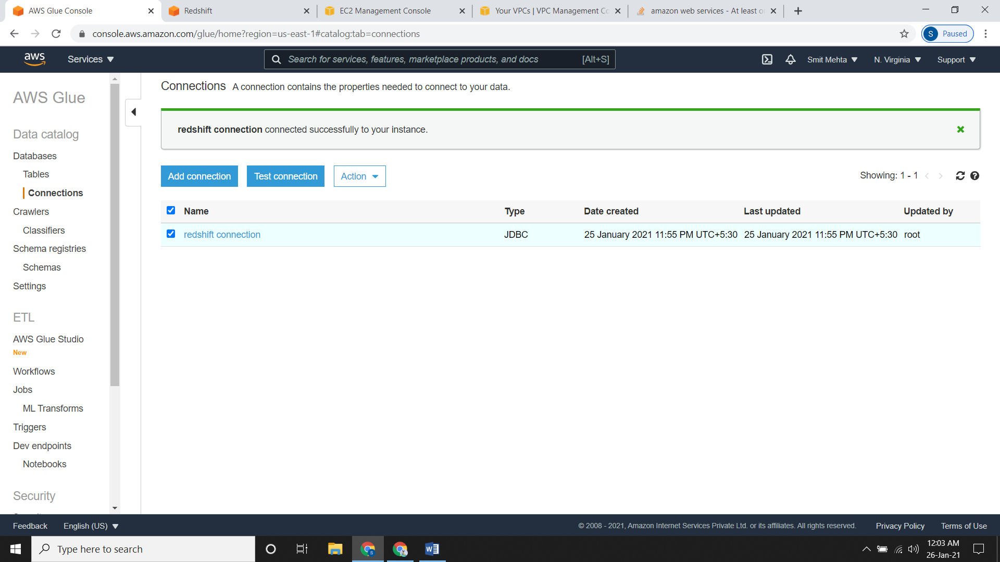 AWS Glue Console
Redshift
EC2 Management Console
Your VPCs | VPC Management Co
amazon web services - At least o
console.aws.amazon.com/glue/home?region=us-east-1#catalog:tab=connections
S Paused
aws
Services
Search for services, features, marketplace products, and docs
[Alt+S]
Smit Mehta
N. Virginia
Support
AWS Glue
Data catalog
Databases
Tables
Connections
Crawlers
Classifiers
Schema registries
Schemas
Settings
ETL
AWS Glue Studio
New
Workflows
Jobs
ML Transforms
Triggers
Dev endpoints
Notebooks
Security
Connections A connection contains the properties needed to connect to your data.
redshift connection connected successfully to your instance.
Add connection
Test connection
Action
Showing: 1 - 1
Name Type Date created Last updated Updated by
redshift connection JDBC 25 January 2021 11:55 PM UTC+5:30 25 January 2021 11:55 PM UTC+5:30 root
Feedback
English (US)
© 2008 - 2021, Amazon Internet Services Private Ltd. or its affiliates. All rights reserved.
Privacy Policy
Terms of Use
Type here to search
12:03 AM
26-Jan-21